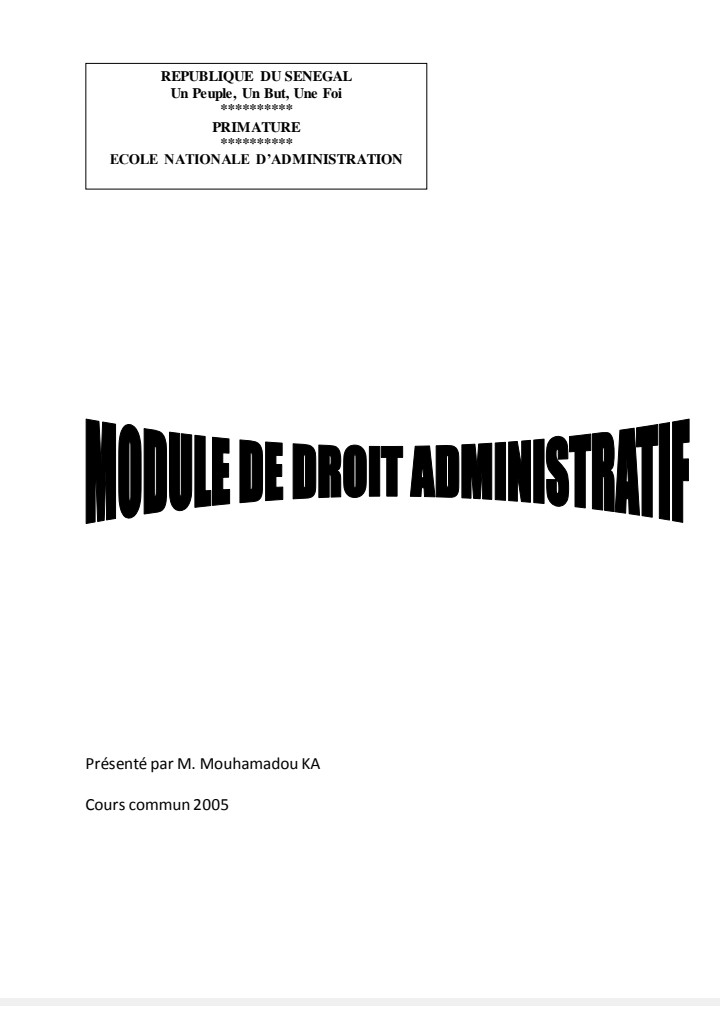 REPUBLIQUE DU SENEGAL
Un Peuple, Un But, Une Foi
**********
PRIMATURE
**********
ECOLE NATIONALE D’ADMINISTRATION
MODULE DE DROIT ADMINISTRATIF
Présenté par M. Mouhamadou KA
Cours commun 2005